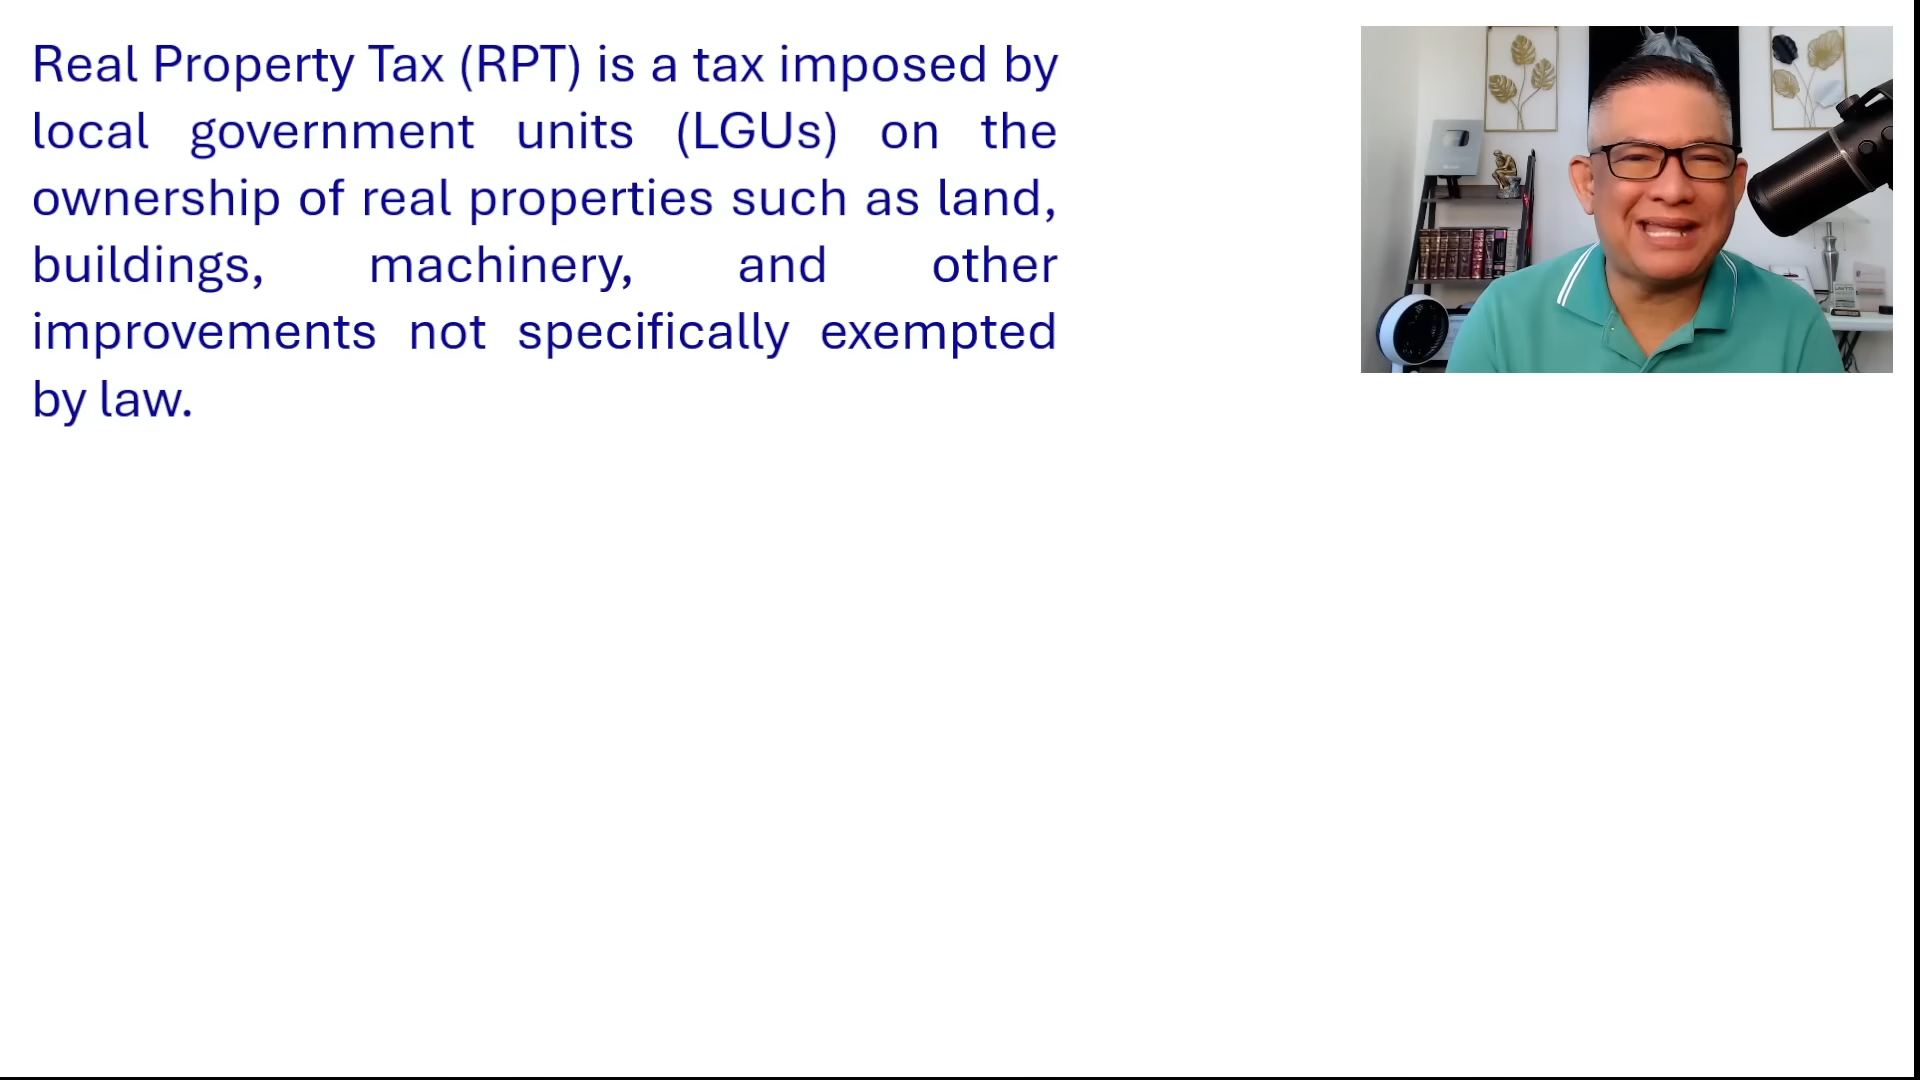 Real Property Tax (RPT) is a tax imposed by
local government units (LGUs) on the
ownership of real properties such as land,
buildings, machinery, and other
improvements not specifically exempted
by law.